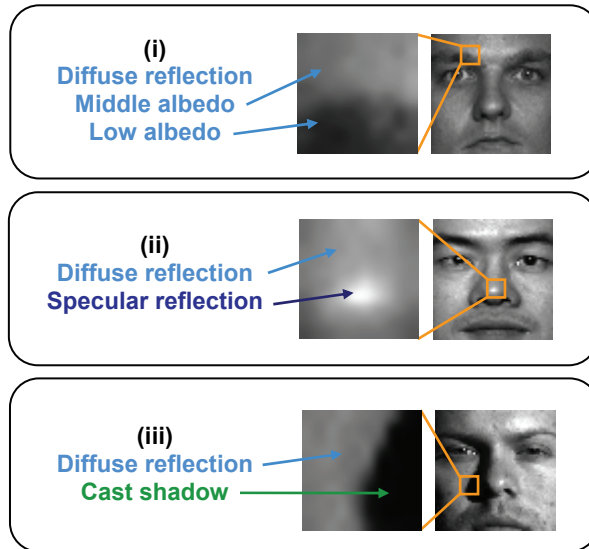 (i)
Diffuse reflection
Middle albedo
Low albedo
(ii)
Diffuse reflection
Specular reflection
(iii)
Diffuse reflection
Cast shadow